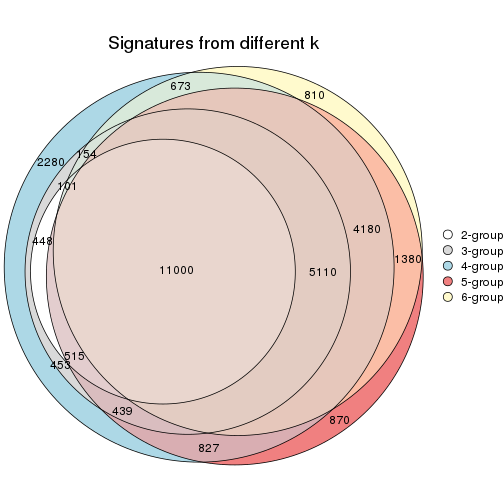 Signatures from different k
673
810
2280
154
101
448
4180
1380
11000
5110
515
453
439
870
827
2-group
3-group
4-group
5-group
6-group